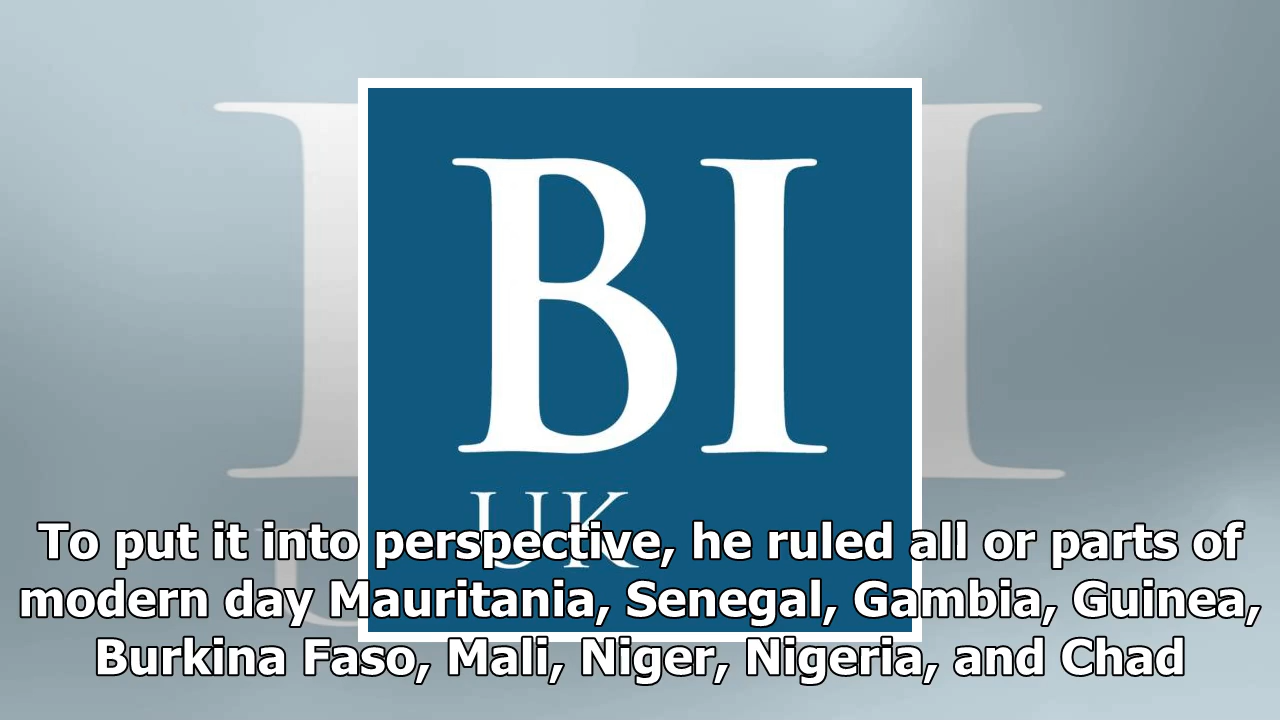 BI
UK
To put it into perspective, he ruled all or parts of
modern day Mauritania, Senegal, Gambia, Guinea,
Burkina Faso, Mali, Niger, Nigeria, and Chad